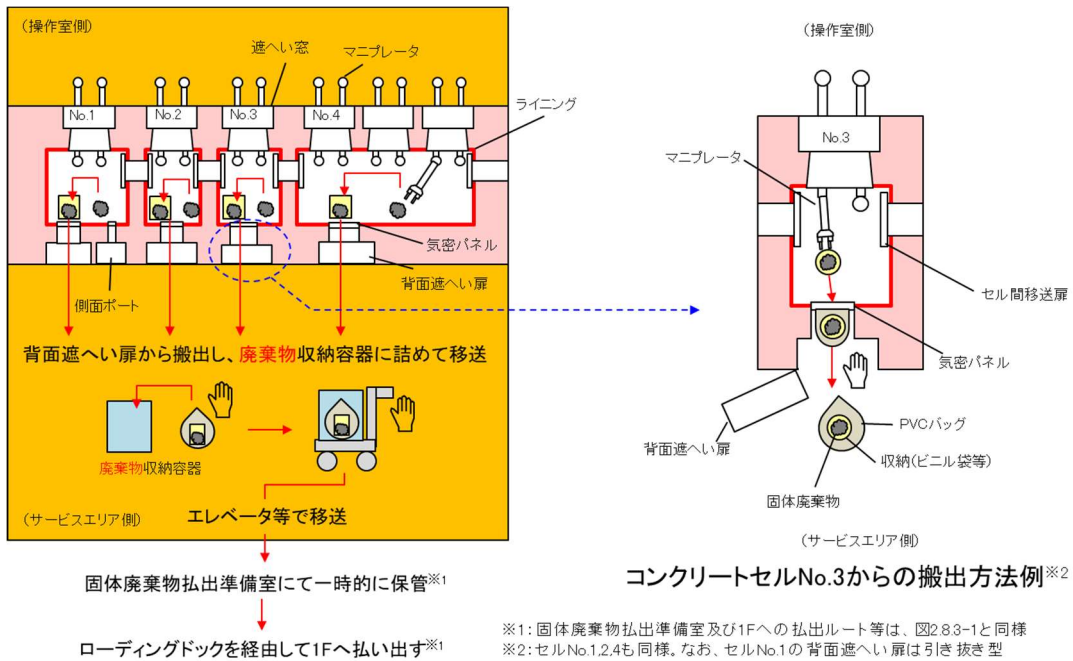 （操作室側）
遮へい窓
マニプレータ
No.1
No.2
No.3
No.4
ライニング
気密パネル
背面遮へい扉
側面ポート
背面遮へい扉から搬出し、廃棄物収納容器に詰めて移送
廃棄物収納容器
（サービスエリア側）
エレベータ等で移送
固体廃棄物払出準備室にて一時的に保管※1
ローディングドックを経由して1Fへ払い出す※1
（操作室側）
No.3
マニプレータ
セル間移送扉
気密パネル
PVCバッグ
背面遮へい扉
収納(ビニル袋等)
固体廃棄物
（サービスエリア側）
コンクリートセルNo.3からの搬出方法例※2
※1：固体廃棄物払出準備室及び1Fへの払出ルート等は、図2.8.3-1と同様
※2：セルNo.1,2,4も同様。なお、セルNo.1の背面遮へい扉は引き抜き型